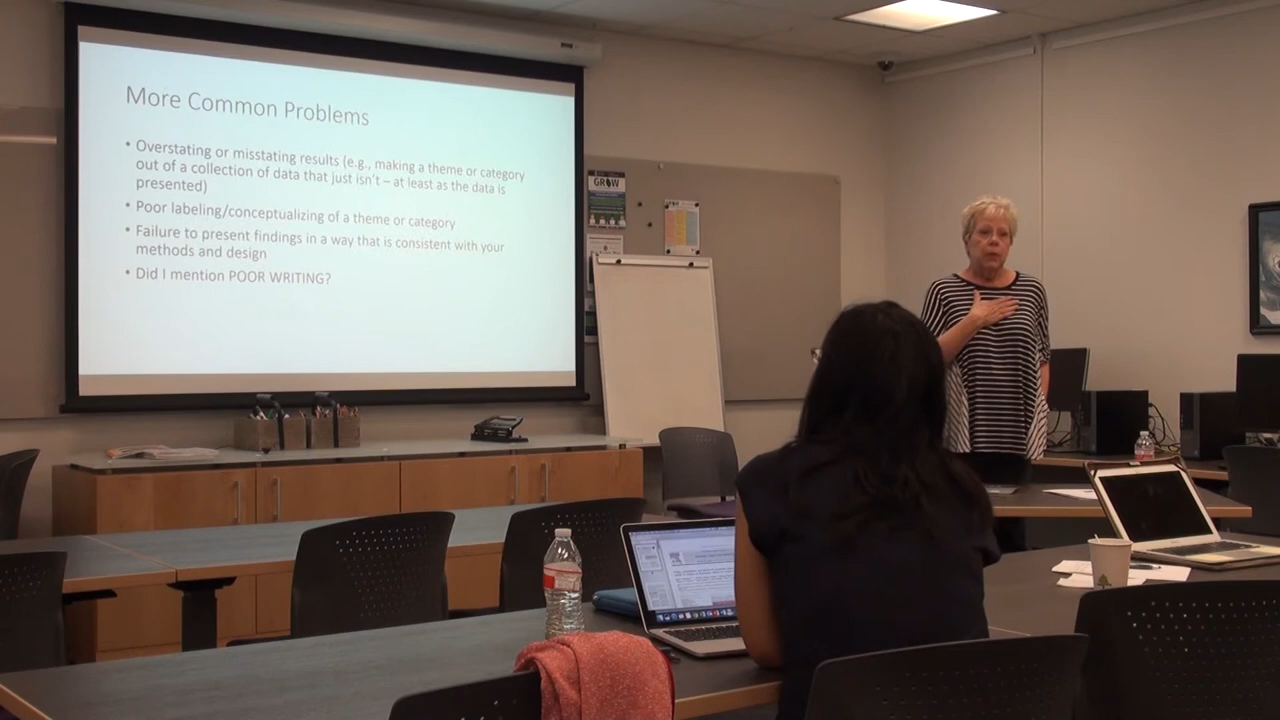 More Common Problems
• Overstating or misstating results (e.g., making a theme or category
out of a collection of data that just isn't – at least as the data is
presented)
• Poor labeling/conceptualizing of a theme or category
• Failure to present findings in a way that is consistent with your
methods and design
• Did I mention POOR WRITING?
GROW